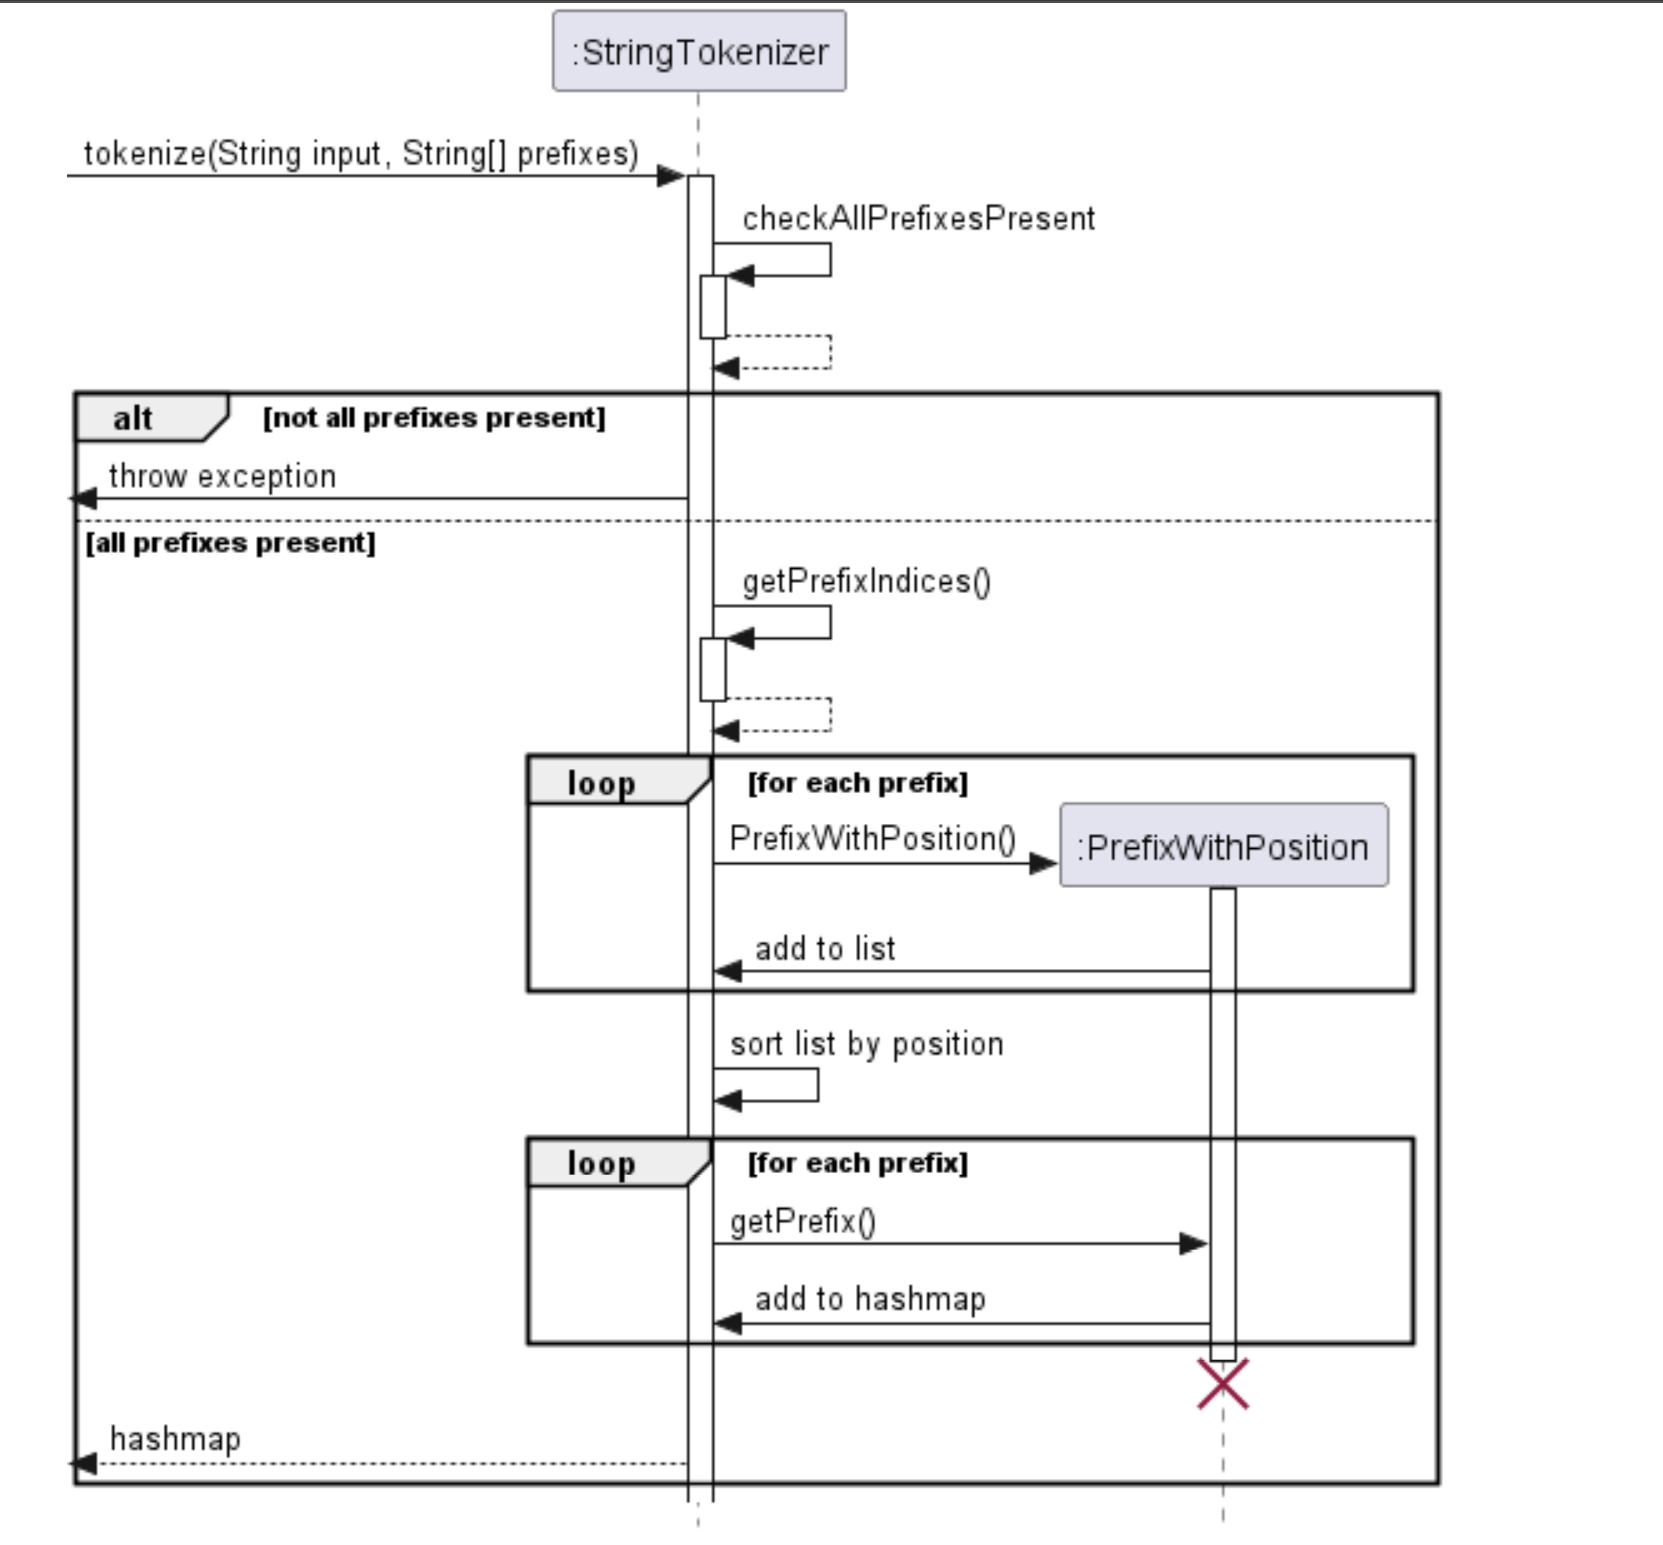 :StringTokenizer
tokenize(String input, String[] prefixes)
checkAllPrefixesPresent
alt [not all prefixes present]
throw exception
[all prefixes present]
getPrefixIndices()
loop [for each prefix]
PrefixWithPosition() :PrefixWithPosition
add to list
sort list by position
loop [for each prefix]
getPrefix()
add to hashmap
hashmap